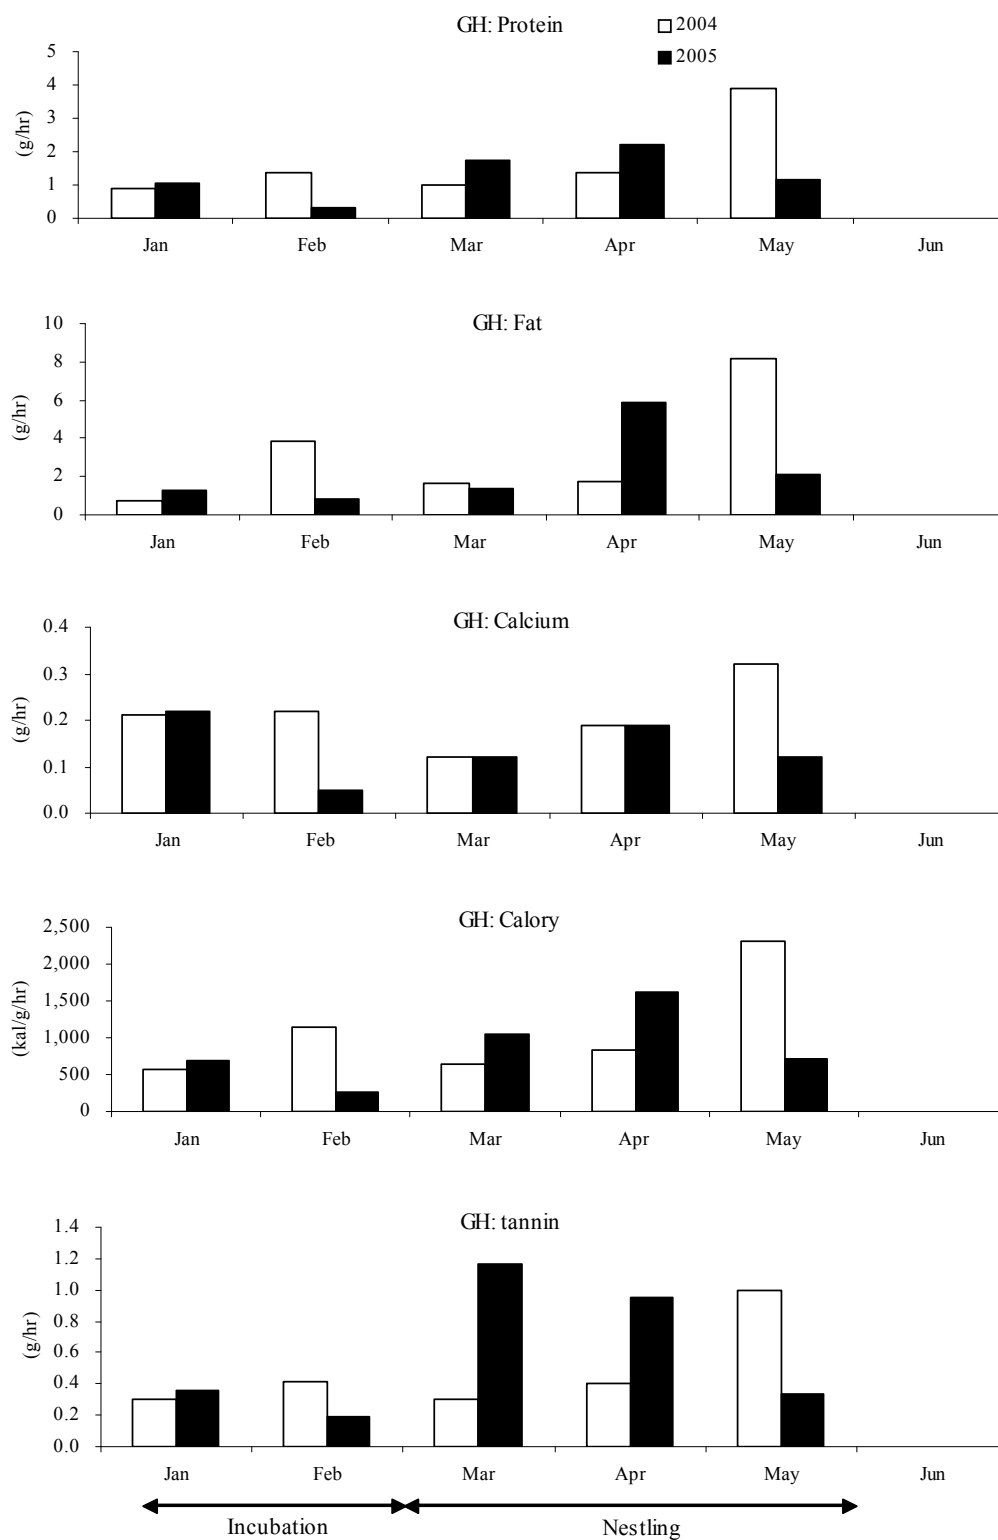 GH: Protein
2004
2005
5
4
3
2
1
0
(g/hr)
Jan Feb Mar Apr May Jun
GH: Fat
10
8
6
4
2
0
(g/hr)
Jan Feb Mar Apr May Jun
GH: Calcium
0.4
0.3
0.2
0.1
0.0
(g/hr)
Jan Feb Mar Apr May Jun
GH: Calory
2,500
2,000
1,500
1,000
500
0
(kal/g/hr)
Jan Feb Mar Apr May Jun
GH: tannin
1.4
1.2
1.0
0.8
0.6
0.4
0.2
0.0
(g/hr)
Jan Feb Mar Apr May Jun
Incubation Nestling